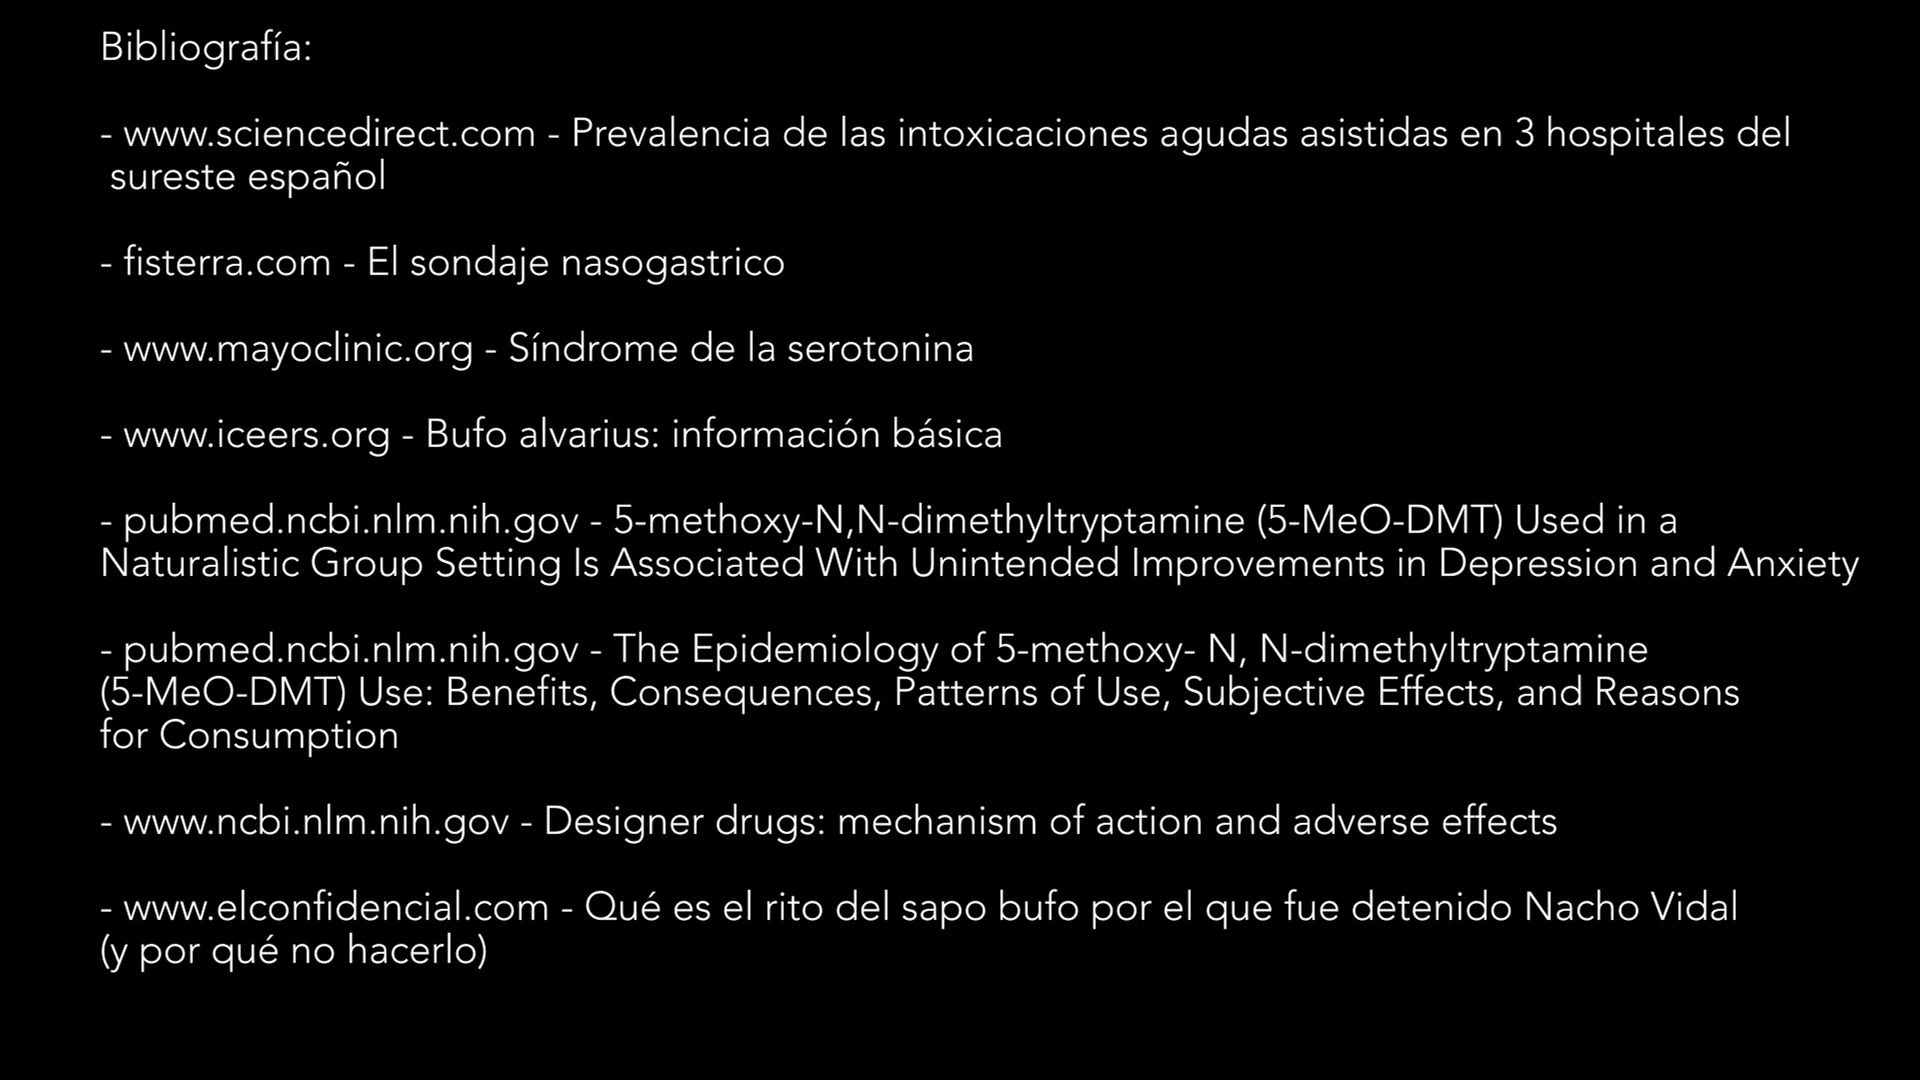 Bibliografía:
- www.sciencedirect.com - Prevalencia de las intoxicaciones agudas asistidas en 3 hospitales del
sureste español
- fisterra.com - El sondaje nasogastrico
- www.mayoclinic.org - Síndrome de la serotonina
- www.iceers.org - Bufo alvarius: información básica
- pubmed.ncbi.nlm.nih.gov - 5-methoxy-N,N-dimethyltryptamine (5-MeO-DMT) Used in a
Naturalistic Group Setting Is Associated With Unintended Improvements in Depression and Anxiety
- pubmed.ncbi.nlm.nih.gov - The Epidemiology of 5-methoxy- N, N-dimethyltryptamine
(5-MeO-DMT) Use: Benefits, Consequences, Patterns of Use, Subjective Effects, and Reasons
for Consumption
- www.ncbi.nlm.nih.gov - Designer drugs: mechanism of action and adverse effects
- www.elconfidencial.com - Qué es el rito del sapo bufo por el que fue detenido Nacho Vidal
(y por qué no hacerlo)